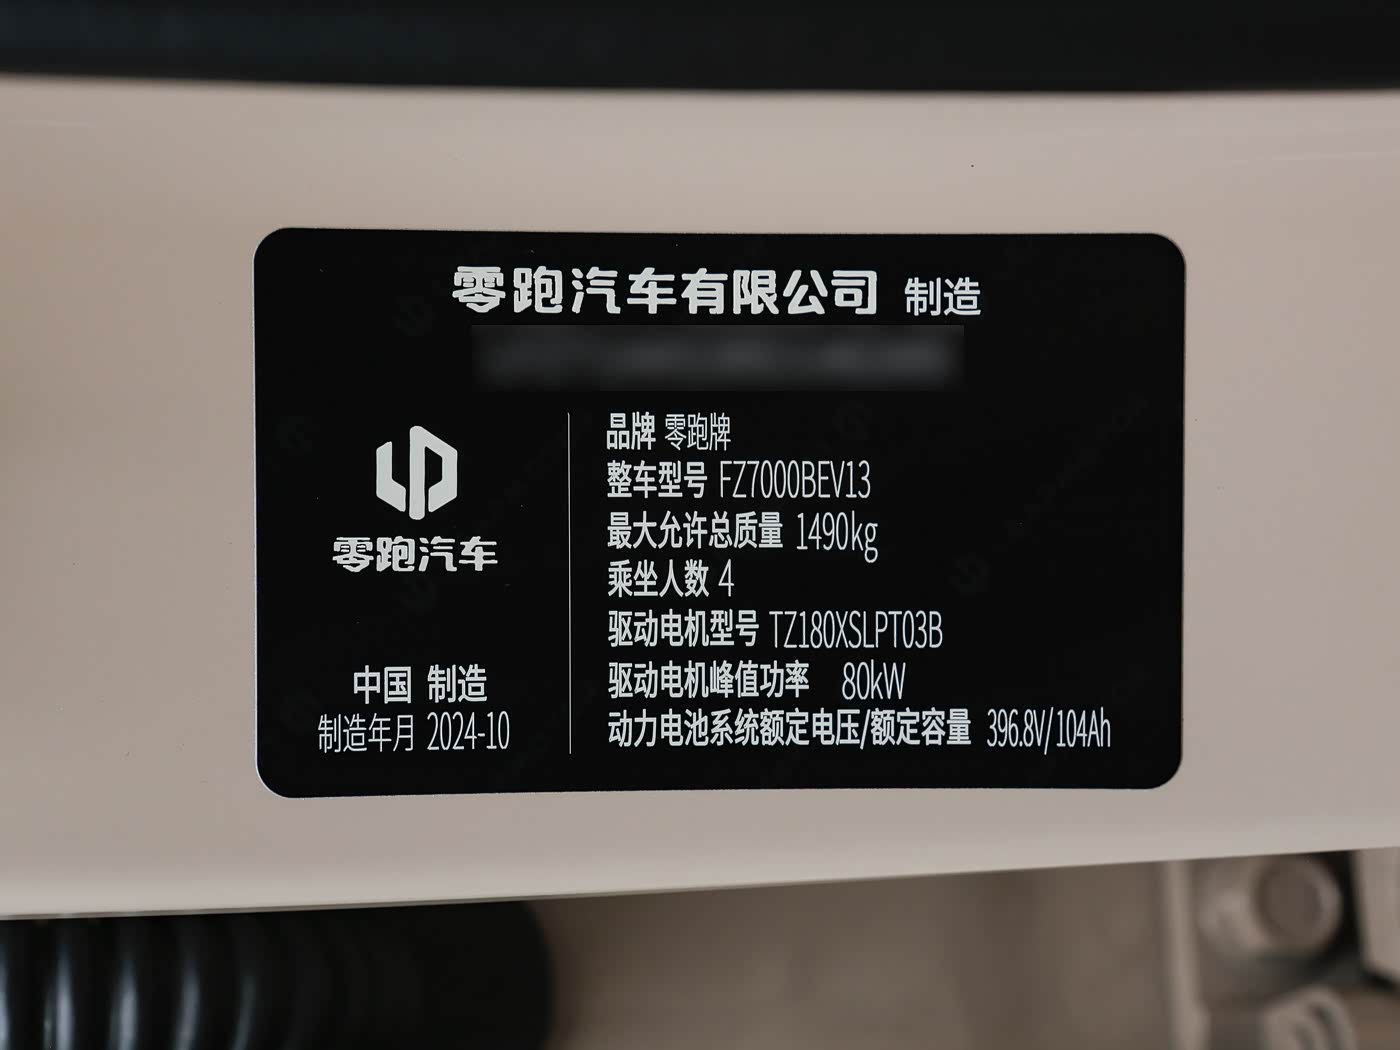 零跑汽车有限公司 制造
零跑汽车
中国 制造
制造年月 2024-10
品牌 零跑牌
整车型号 FZ7000BEV13
最大允许总质量 1490kg
乘坐人数 4
驱动电机型号 TZ180XSLPT03B
驱动电机峰值功率 80kW
动力电池系统额定电压/额定容量 396.8V/104Ah